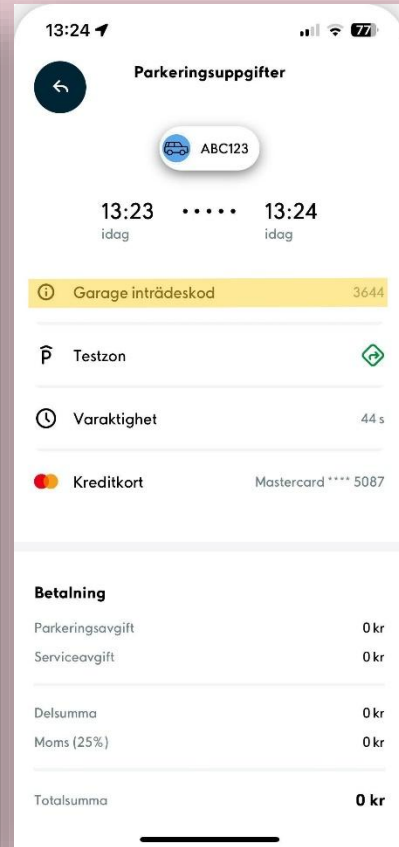 13:24 77
Parkeringsuppgifter
ABC123
13:23 ····· 13:24
idag idag
Garage inträdeskod 3644
Testzon
Varaktighet 44 s
Kreditkort Mastercard **** 5087
Betalning
Parkeringsavgift 0 kr
Serviceavgift 0 kr
Delsumma 0 kr
Moms (25%) 0 kr
Totalsumma 0 kr